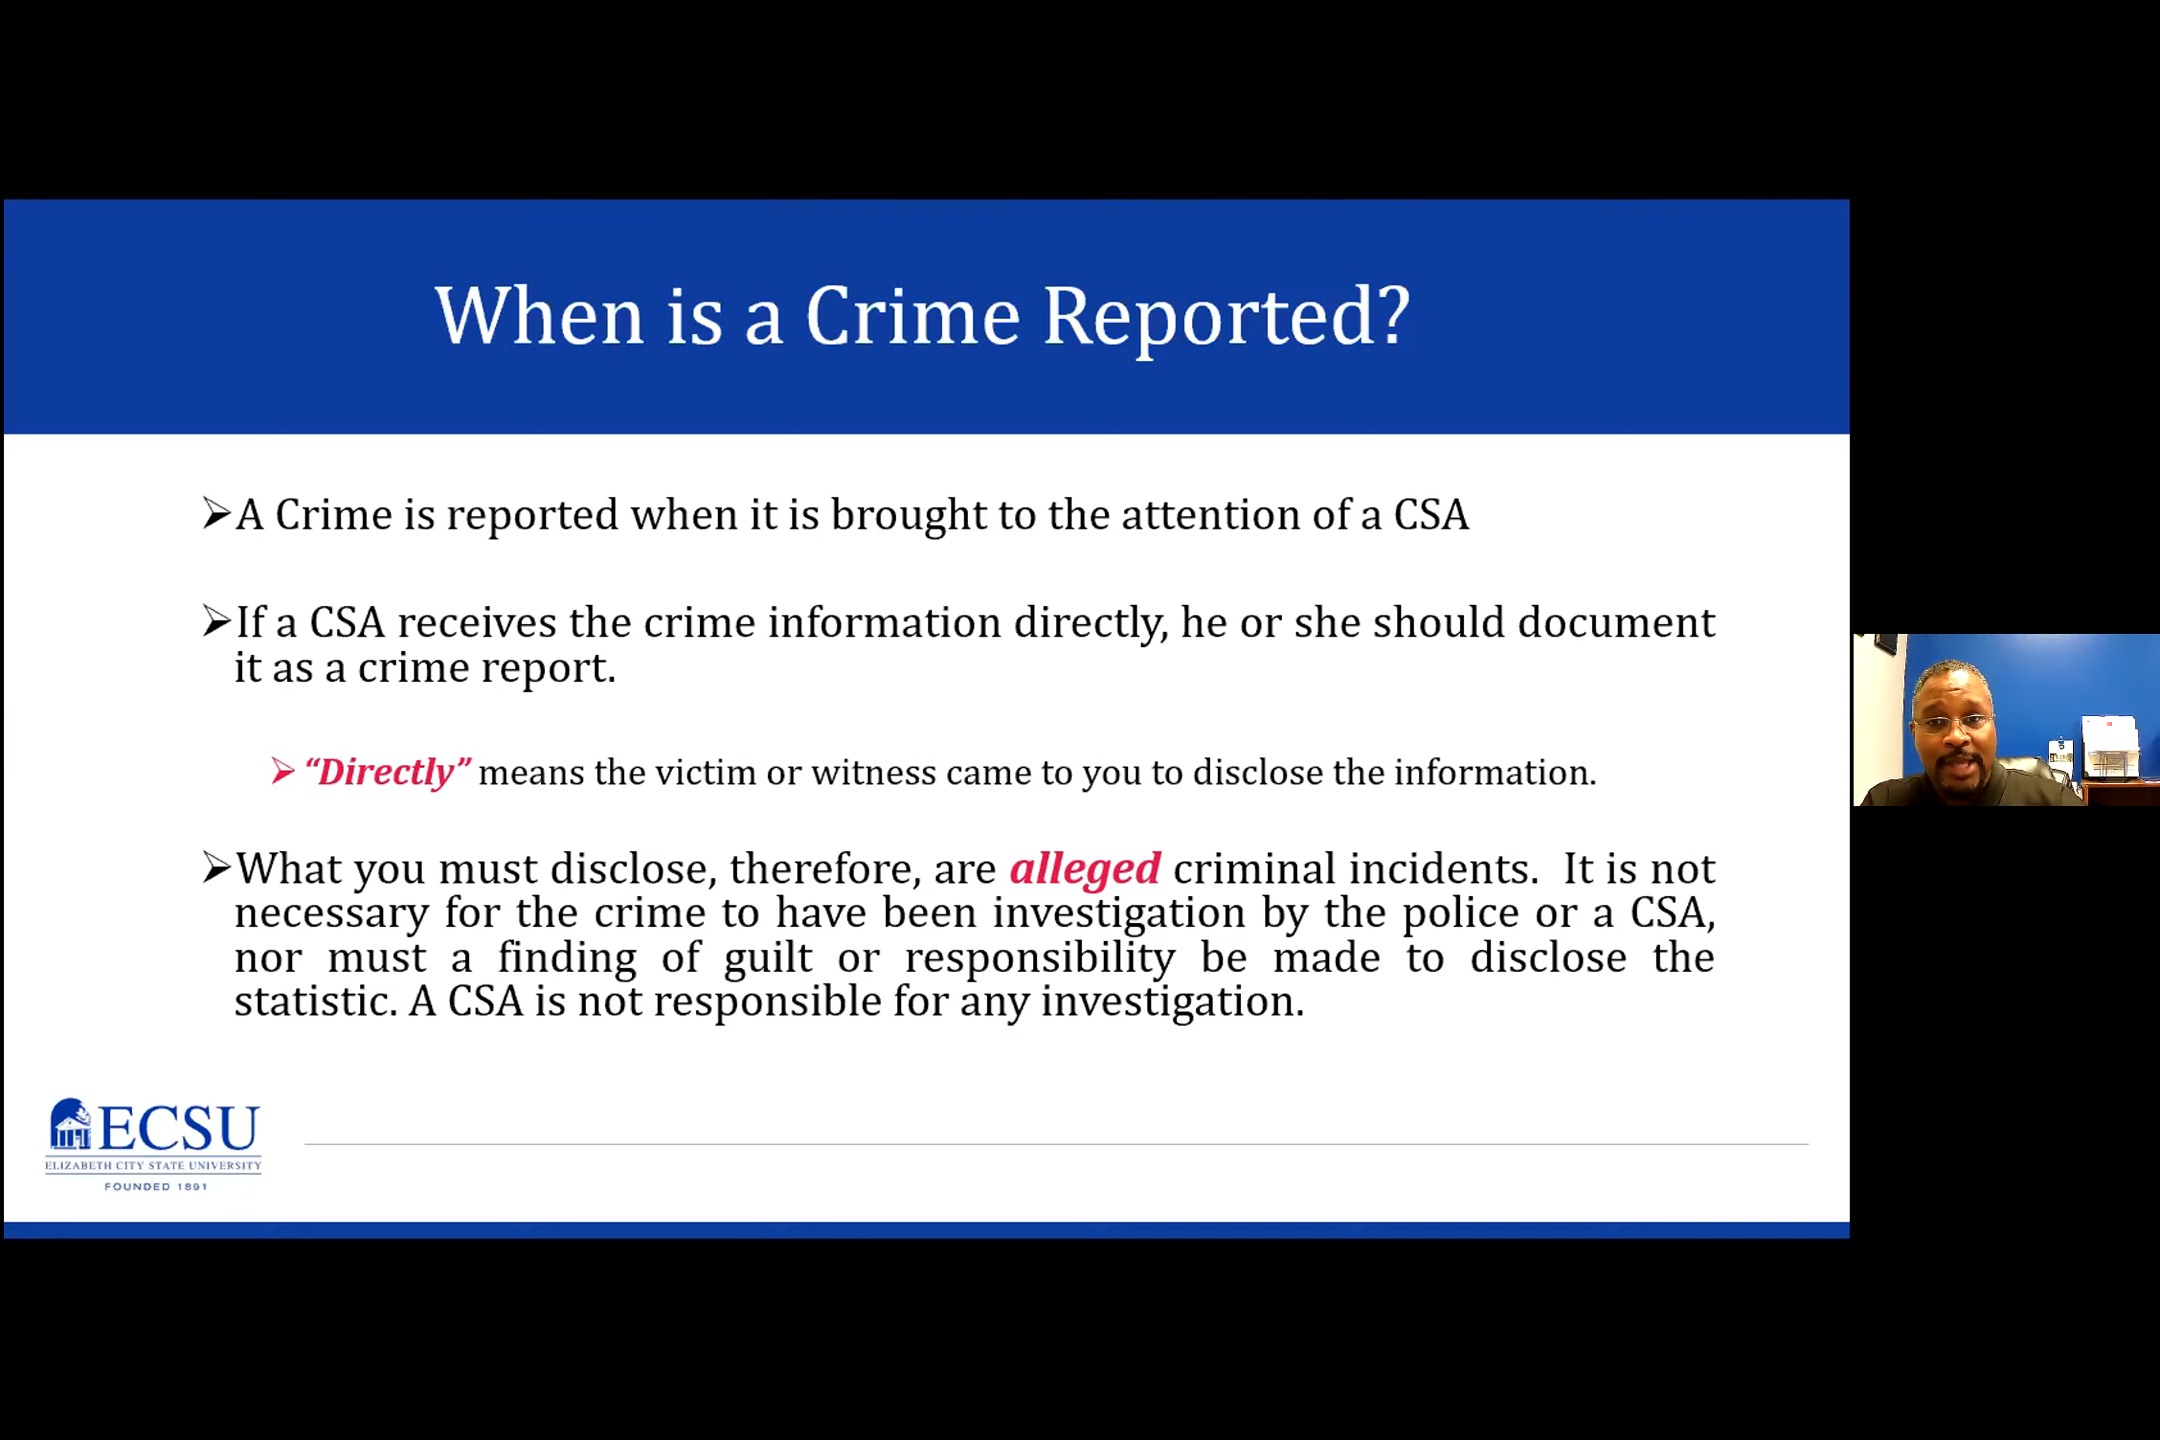 When is a Crime Reported?
➢A Crime is reported when it is brought to the attention of a CSA
➢If a CSA receives the crime information directly, he or she should document
it as a crime report.
➢“Directly” means the victim or witness came to you to disclose the information.
➢What you must disclose, therefore, are alleged criminal incidents.  It is not
necessary for the crime to have been investigation by the police or a CSA,
nor must a finding of guilt or responsibility be made to disclose the
statistic. A CSA is not responsible for any investigation.
ECSU
ELIZABETH CITY STATE UNIVERSITY
FOUNDED 1891